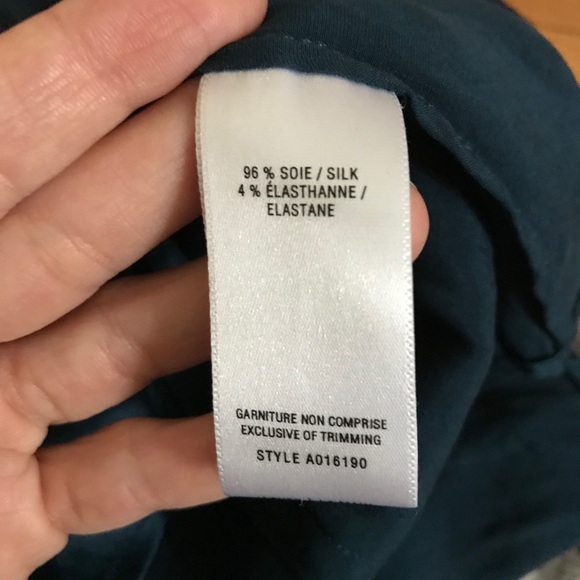 96 % SOIE / SILK
4 % ÉLASTHANNE /
ELASTANE
GARNITURE NON COMPRISE
EXCLUSIVE OF TRIMMING
STYLE A016190